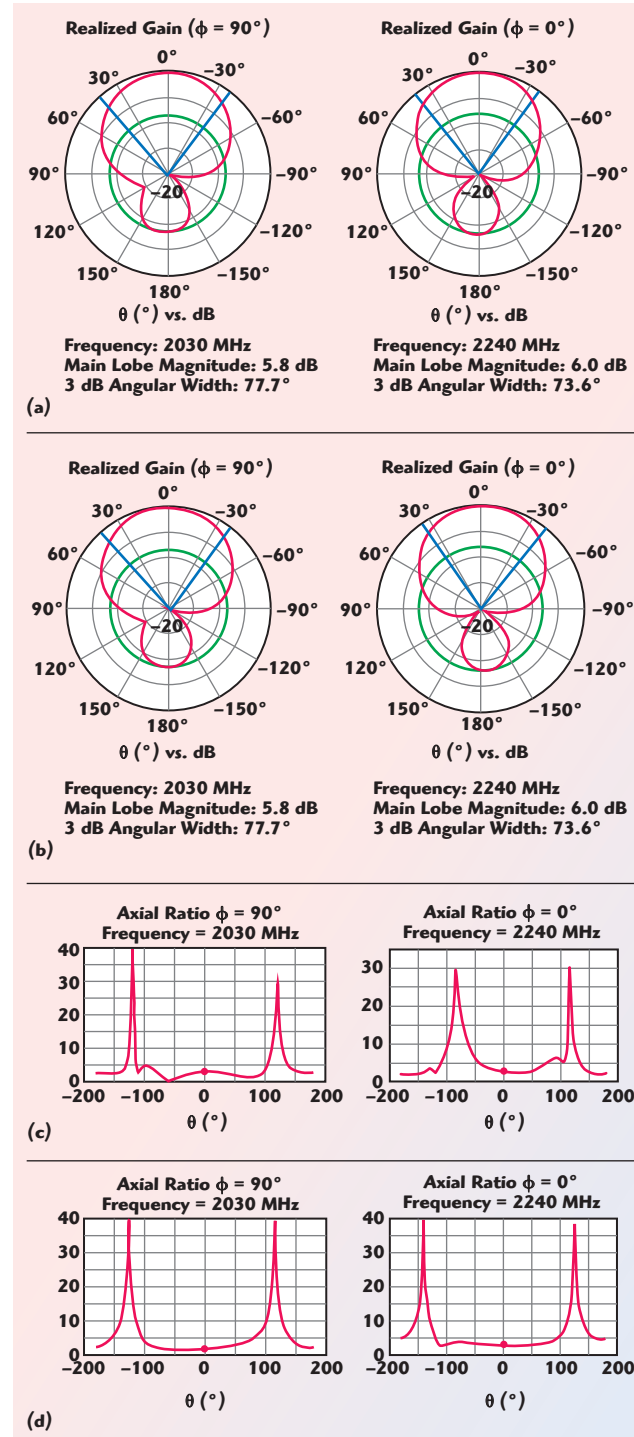 Realized Gain (ϕ = 90°)
0°
30°
–30°
60°
–60°
90°
–90°
–20
120°
–120°
150°
–150°
180°
θ (°) vs. dB
Frequency: 2030 MHz
Main Lobe Magnitude: 5.8 dB
3 dB Angular Width: 77.7°
Realized Gain (ϕ = 0°)
0°
30°
–30°
60°
–60°
90°
–90°
–20
120°
–120°
150°
–150°
180°
θ (°) vs. dB
Frequency: 2240 MHz
Main Lobe Magnitude: 6.0 dB
3 dB Angular Width: 73.6°
(a)
Realized Gain (ϕ = 90°)
0°
30°
–30°
60°
–60°
90°
–90°
–20
120°
–120°
150°
–150°
180°
θ (°) vs. dB
Frequency: 2030 MHz
Main Lobe Magnitude: 5.8 dB
3 dB Angular Width: 77.7°
Realized Gain (ϕ = 0°)
0°
30°
–30°
60°
–60°
90°
–90°
–20
120°
–120°
150°
–150°
180°
θ (°) vs. dB
Frequency: 2240 MHz
Main Lobe Magnitude: 6.0 dB
3 dB Angular Width: 73.6°
(b)
Axial Ratio ϕ = 90°
Frequency = 2030 MHz
40
30
20
10
0
–200 –100 0 100 200
θ (°)
Axial Ratio ϕ = 0°
Frequency = 2240 MHz
30
20
10
0
–200 –100 0 100 200
θ (°)
(c)
Axial Ratio ϕ = 90°
Frequency = 2030 MHz
40
30
20
10
0
–200 –100 0 100 200
θ (°)
Axial Ratio ϕ = 0°
Frequency = 2240 MHz
40
30
20
10
0
–200 –100 0 100 200
θ (°)
(d)